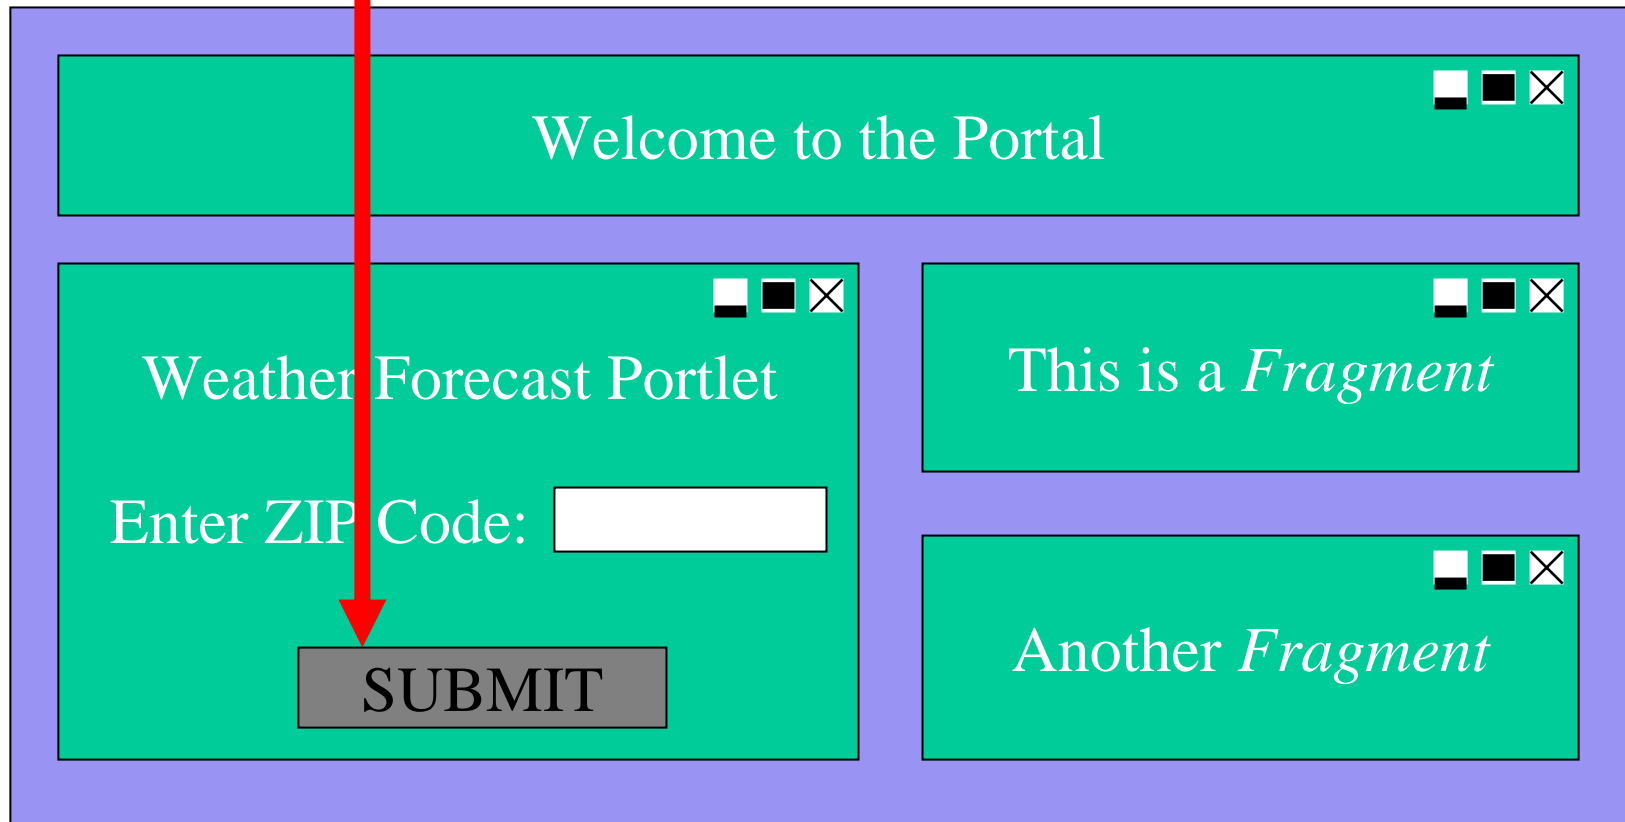 Welcome to the Portal
Weather Forecast Portlet
Enter ZIP Code:
SUBMIT
This is a Fragment
Another Fragment